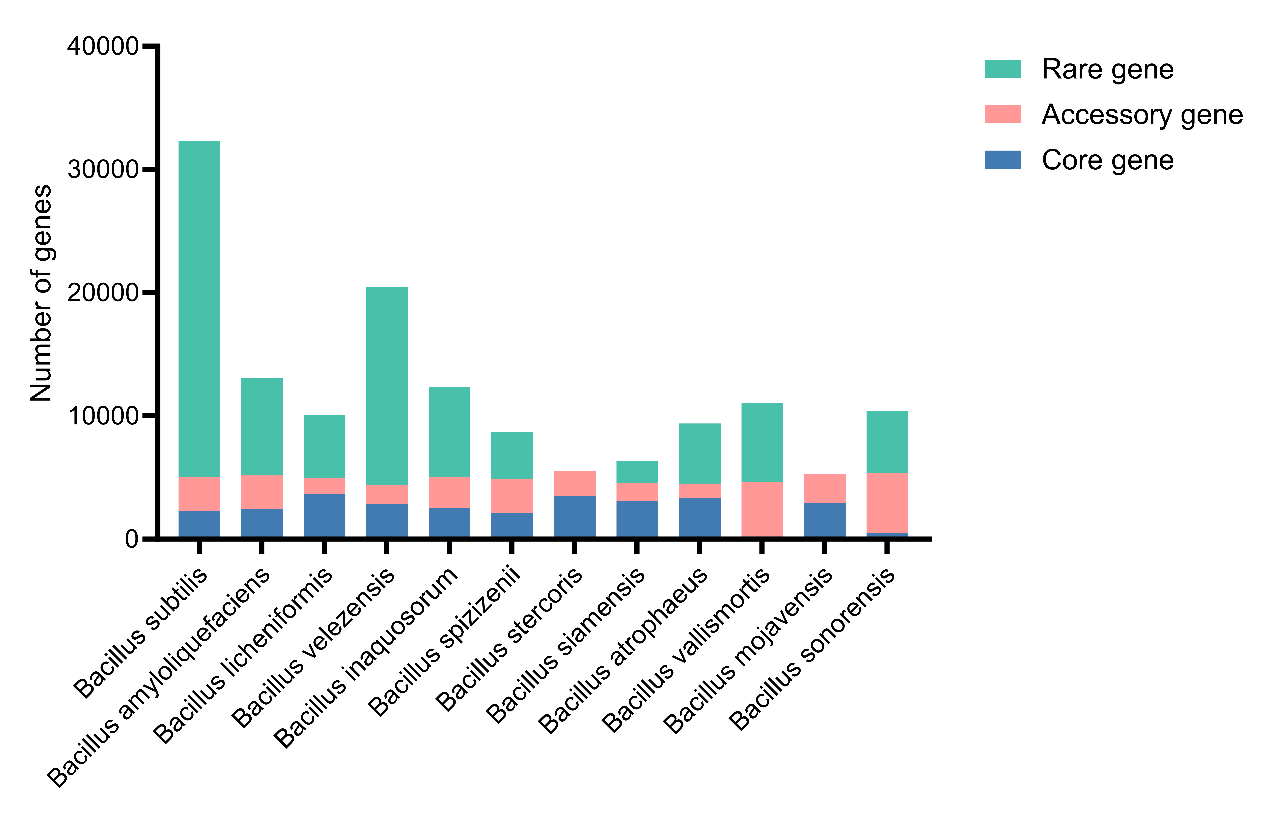 40000
30000
20000
10000
0
Number of genes
Rare gene
Accessory gene
Core gene
Bacillus subtilis
Bacillus amyloliquefaciens
Bacillus licheniformis
Bacillus velezensis
Bacillus inaquosorum
Bacillus spizizenii
Bacillus stercoris
Bacillus siamensis
Bacillus atrophaeus
Bacillus vallismortis
Bacillus mojavensis
Bacillus sonorensis